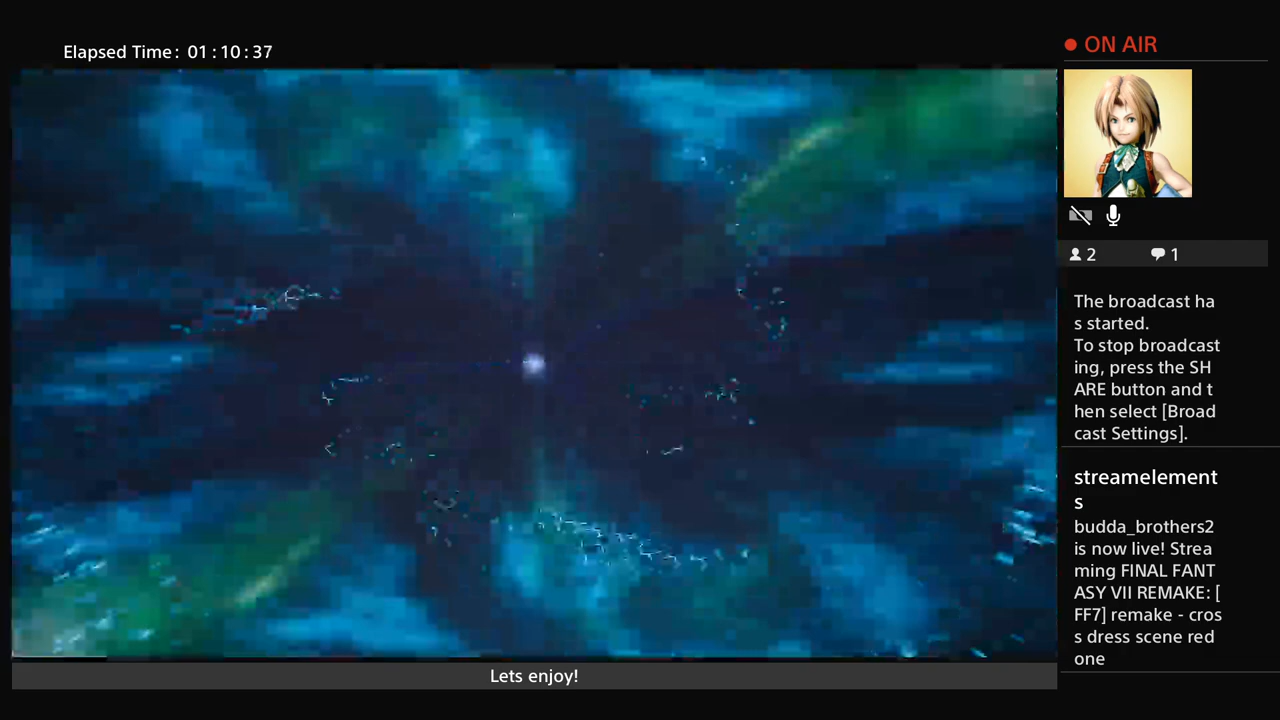 Elapsed Time: 01:10:37
ON AIR
2
1
The broadcast ha
s started.
To stop broadcast
ing, press the SH
ARE button and t
hen select [Broad
cast Settings].
streamelement
s
budda_brothers2
is now live! Strea
ming FINAL FANT
ASY VII REMAKE: [
FF7] remake - cros
s dress scene red
one
Lets enjoy!